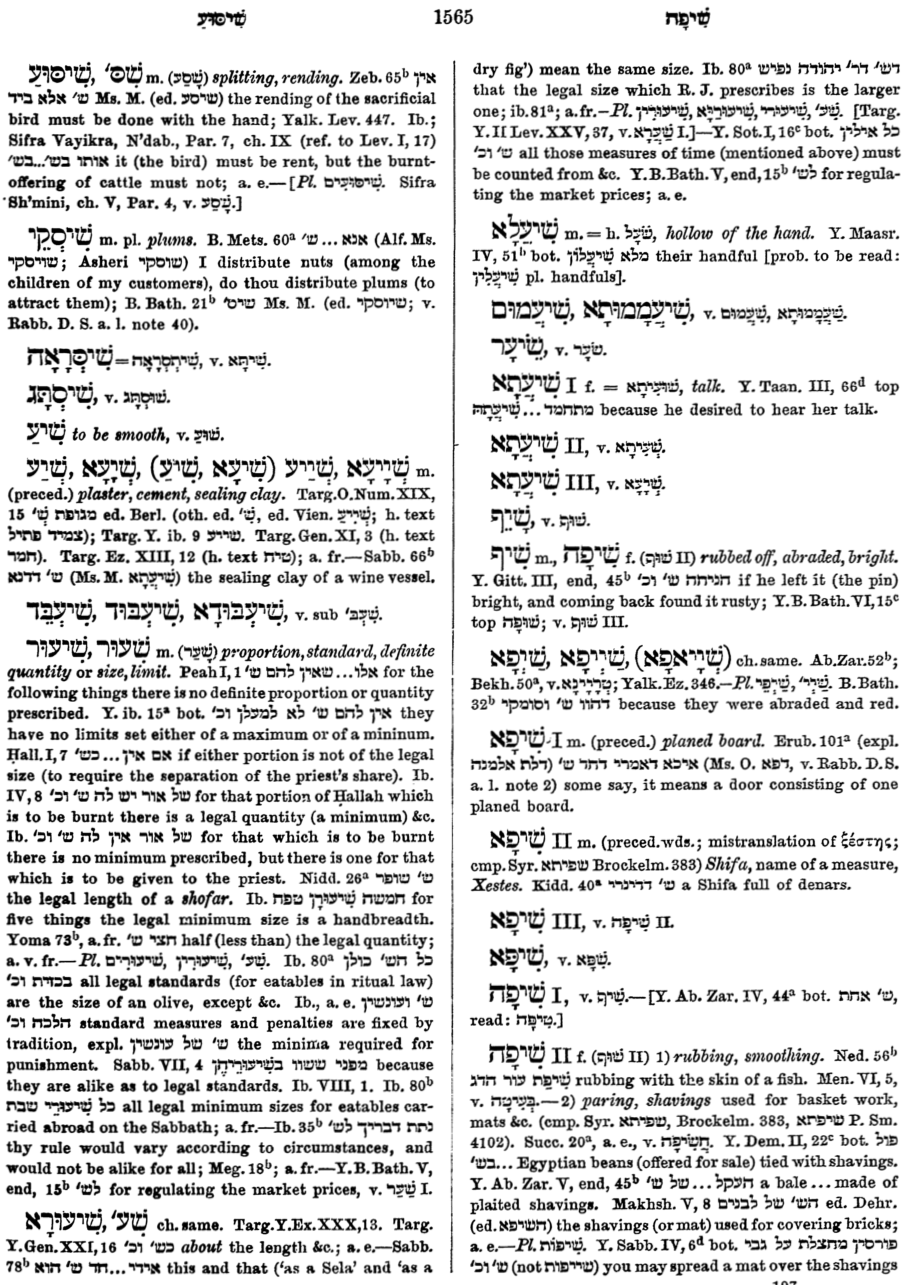 שִׁיסּוּעַ 1565 שִׁיפָה
שִׁיסּוּעַ, שִׁסּ' m. (שָׁסַע) splitting, rending. Zeb. 65ᵇ אין
ש' אלא ביד Ms. M. (ed. שיסע) the rending of the sacrificial
bird must be done with the hand; Yalk. Lev. 447. Ib.;
Sifra Vayikra, N'dab., Par. 7, ch. IX (ref. to Lev. I, 17)
אותו בש'...בש' it (the bird) must be rent, but the burnt-
offering of cattle must not; a. e.—[Pl. שִׁיסּוּעִים. Sifra
Sh'mini, ch. V, Par. 4, v. שָׁסַע.]
שִׁיסְקֵי m. pl. plums. B. Mets. 60ᵃ אנא ... ש' (Alf. Ms.
שויסקי; Asheri שוסקי) I distribute nuts (among the
children of my customers), do thou distribute plums (to
attract them); B. Bath. 21ᵇ שיס' Ms. M. (ed. שיוסקי; v.
Rabb. D. S. a. l. note 40).
שִׁיסְרָאָה=שִׁיתְסְרָאָה, v. שִׁיתָּא.
שִׁיסְתָּג, v. שׁוּסְתָּג.
שִׁיעַ to be smooth, v. שׁוּעַ.
שְׁיָיעָא, שְׁיַיע (שִׁיעָא, שִׁיעַ), שְׁיָעָא, שְׁיַע m.
(preced.) plaster, cement, sealing clay. Targ.O.Num.XIX,
15 מגופת שְׁ' ed. Berl. (oth. ed. שִׁ', ed. Vien. שְׁיֵיעַ; h. text
צמיד פתיל); Targ. Y. ib. 9 שייע. Targ. Gen. XI, 3 (h. text
חמר). Targ. Ez. XIII, 12 (h. text טיח); a. fr.—Sabb. 66ᵇ
ש' דדנא (Ms. M. שְׁיַעְתָּא) the sealing clay of a wine vessel.
שִׁיעְבּוּדָא, שִׁיעְבּוּד, שִׁיעְבֵּד, v. sub שִׁעְבּ'.
שִׁיעוּר, שִׁעוּר m. (שָׁעַר) proportion, standard, definite
quantity or size, limit. Peah I, 1 אלו...שאין להם ש' for the
following things there is no definite proportion or quantity
prescribed. Y. ib. 15ᵃ bot. אין להם ש' לא למעלן וכ' they
have no limits set either of a maximum or of a mininum.
Ḥall. I, 7 אם אין...כש' if either portion is not of the legal
size (to require the separation of the priest's share). Ib.
IV, 8 של אור יש לה ש' וכ' for that portion of Ḥallah which
is to be burnt there is a legal quantity (a minimum) &c.
Ib. של אור אין לה ש' וכ' for that which is to be burnt
there is no minimum prescribed, but there is one for that
which is to be given to the priest. Nidd. 26ᵃ ש' שופר
the legal length of a shofar. Ib. חמשה שִׁיעוּרָן טפח for
five things the legal minimum size is a handbreadth.
Yoma 73ᵇ, a. fr. חצי ש' half (less than) the legal quantity;
a. v. fr.—Pl. שִׁיעוּרִים, שִׁיעוּרִין, שִׁע'. Ib. 80ᵃ כל הש' כולן
בכזית וכ' all legal standards (for eatables in ritual law)
are the size of an olive, except &c. Ib., a. e. ש' ועונשין
הלכה וכ' standard measures and penalties are fixed by
tradition, expl. ש' של עונשין the minima required for
punishment. Sabb. VII, 4 מפני ששוו בשִׁיעוּרֵיהֶן because
they are alike as to legal standards. Ib. VIII, 1. Ib. 80ᵇ
כל שִׁיעוּרֵי שבת all legal minimum sizes for eatables car-
ried abroad on the Sabbath; a. fr.—Ib. 35ᵇ נתת דבריך לש'
thy rule would vary according to circumstances, and
would not be alike for all; Meg. 18ᵇ; a. fr.—Y. B. Bath. V,
end, 15ᵇ לש' for regulating the market prices, v. שַׁעַר I.
שִׁיעוּרָא, שִׁע' ch. same. Targ. Y. Ex. XXX, 13. Targ.
Y. Gen. XXI, 16 כש' וכ' about the length &c.; a. e.—Sabb.
78ᵇ אידי...חד ש' הוא this and that ('as a Sela' and 'as a
dry fig') mean the same size. Ib. 80ᵃ דש' דר' יהודה נפיש
that the legal size which R. J. prescribes is the larger
one; ib. 81ᵃ; a. fr.—Pl. שִׁיעוּרִין, שִׁיעוּרַיָּא, שִׁיעוּרֵי, שִׁע'. [Targ.
Y. II Lev. XXV, 37, v. שַׁעֲרָא I.]—Y. Sot. I, 16ᶜ bot. כל אילין
ש' וכ' all those measures of time (mentioned above) must
be counted from &c. Y. B. Bath. V, end, 15ᵇ לש' for regula-
ting the market prices; a. e.
שִׁיעֲלָא m. = h. שֹׁעַל, hollow of the hand. Y. Maasr.
IV, 51ᵇ bot. מלא שִׁיעֲלוֹן their handful [prob. to be read:
שִׁיעֲלִין pl. handfuls].
שִׁיעֲמָמוּתָא, שִׁיעֲמוּם, v. שִׁעֲמָמוּתָא, שִׁעֲמוּם.
שִׁיעָר, v. שֹׂעָר.
שִׁיעֲתָא I f. = שׁוּעִיתָא, talk. Y. Taan. III, 66ᵈ top
מתחמד...שִׁיעֲתָהּ because he desired to hear her talk.
שִׁיעֲתָא II, v. שָׁעִיתָא.
שִׁיעֲתָא III, v. שְׁיָעָא.
שָׁיֵף, v. שׁוּף.
שִׁיף m., שִׁיפָה f. (שׁוּף II) rubbed off, abraded, bright.
Y. Gitt. III, end, 45ᵇ הניחה ש' וכ' if he left it (the pin)
bright, and coming back found it rusty; Y. B. Bath. VI, 15ᶜ
top שופה; v. שׁוּף III.
שְׁיָפָא, שְׁיֵיפָא, (שְׁיָיאפָא) ch. same. Ab. Zar. 52ᵇ;
Bekh. 50ᵃ, v. טְרָיָינָא; Yalk. Ez. 346.—Pl. שְׁיָפֵי, שְׁיָי'. B. Bath.
32ᵇ דהוו ש' וסומקי because they were abraded and red.
שִׁיפָא I m. (preced.) planed board. Erub. 101ᵃ (expl.
דלת אלמנה) איכא דאמרי דחד ש' (Ms. O. דפא, v. Rabb. D. S.
a. l. note 2) some say, it means a door consisting of one
planed board.
שִׁיפָא II m. (preced. wds.; mistranslation of ξέστης;
cmp. Syr. שפיתא Brockelm. 383) Shifa, name of a measure,
Xestes. Kidd. 40ᵃ ש' דדינרי a Shifa full of denars.
שִׁיפָא III, v. שִׁיפָה II.
שִׁיפָּא, v. שִׁפָּא.
שִׁיפָה I, v. שִׁיף.—[Y. Ab. Zar. IV, 44ᵃ bot. ש' אחת,
read: טִיפָּה.]
שִׁיפָה II f. (שׁוּף II) 1) rubbing, smoothing. Ned. 56ᵇ
שִׁיפַת עור הדג rubbing with the skin of a fish. Men. VI, 5,
v. בְּעִיטָה.—2) paring, shavings used for basket work,
mats &c. (cmp. Syr. שפיתא, Brockelm. 383, שיפתא P. Sm.
4102). Succ. 20ᵃ, a. e., v. חֲשִׁיפָה. Y. Dem. II, 22ᶜ bot. פול
...בש' Egyptian beans (offered for sale) tied with shavings.
Y. Ab. Zar. V, end, 45ᵇ העקל...של ש' a bale ... made of
plaited shavings. Makhsh. V, 8 הש' של לבנים ed. Dehr.
(ed. השיפא) the shavings (or mat) used for covering bricks;
a. e.—Pl. שִׁיפוֹת. Y. Sabb. IV, 6ᵈ bot. פורסין מחצלת על גבי
ש' וכ' (not שייפות) you may spread a mat over the shavings